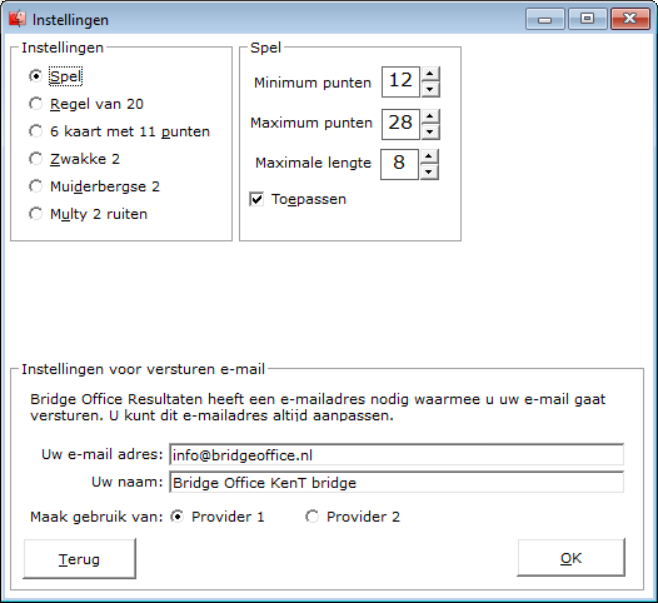 Instellingen
Instellingen
Spel
Regel van 20
6 kaart met 11 punten
Zwakke 2
Muiderbergse 2
Multy 2 ruiten
Spel
Minimum punten 12
Maximum punten 28
Maximale lengte 8
Toepassen
Instellingen voor versturen e-mail
Bridge Office Resultaten heeft een e-mailadres nodig waarmee u uw e-mail gaat
versturen. U kunt dit e-mailadres altijd aanpassen.
Uw e-mail adres: info@bridgeoffice.nl
Uw naam: Bridge Office KenT bridge
Maak gebruik van: Provider 1 Provider 2
Terug OK